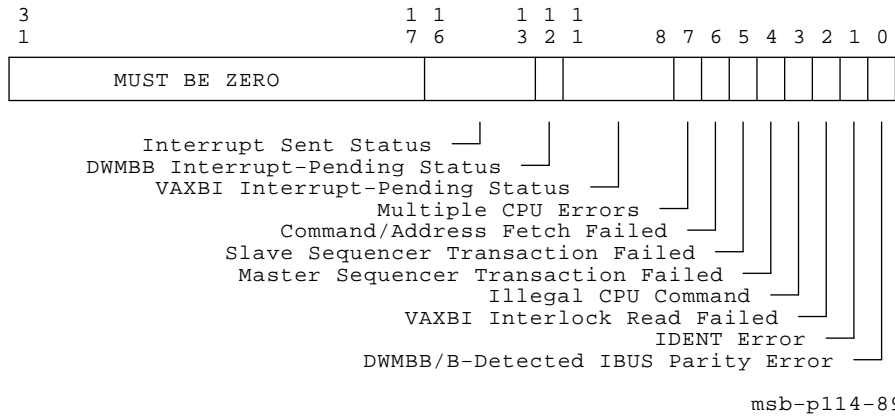 3 1 1 1 1 1
1 7 6 3 2 1 8 7 6 5 4 3 2 1 0
MUST BE ZERO
Interrupt Sent Status
DWMBB Interrupt-Pending Status
VAXBI Interrupt-Pending Status
Multiple CPU Errors
Command/Address Fetch Failed
Slave Sequencer Transaction Failed
Master Sequencer Transaction Failed
Illegal CPU Command
VAXBI Interlock Read Failed
IDENT Error
DWMBB/B-Detected IBUS Parity Error
msb-p114-89